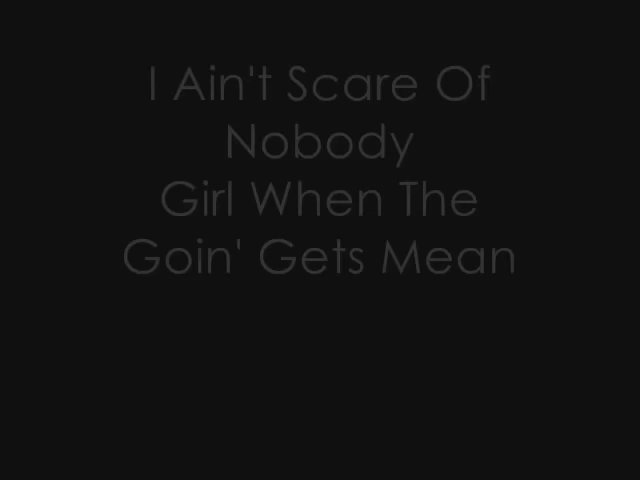 I Ain't Scare Of
Nobody
Girl When The
Goin' Gets Mean